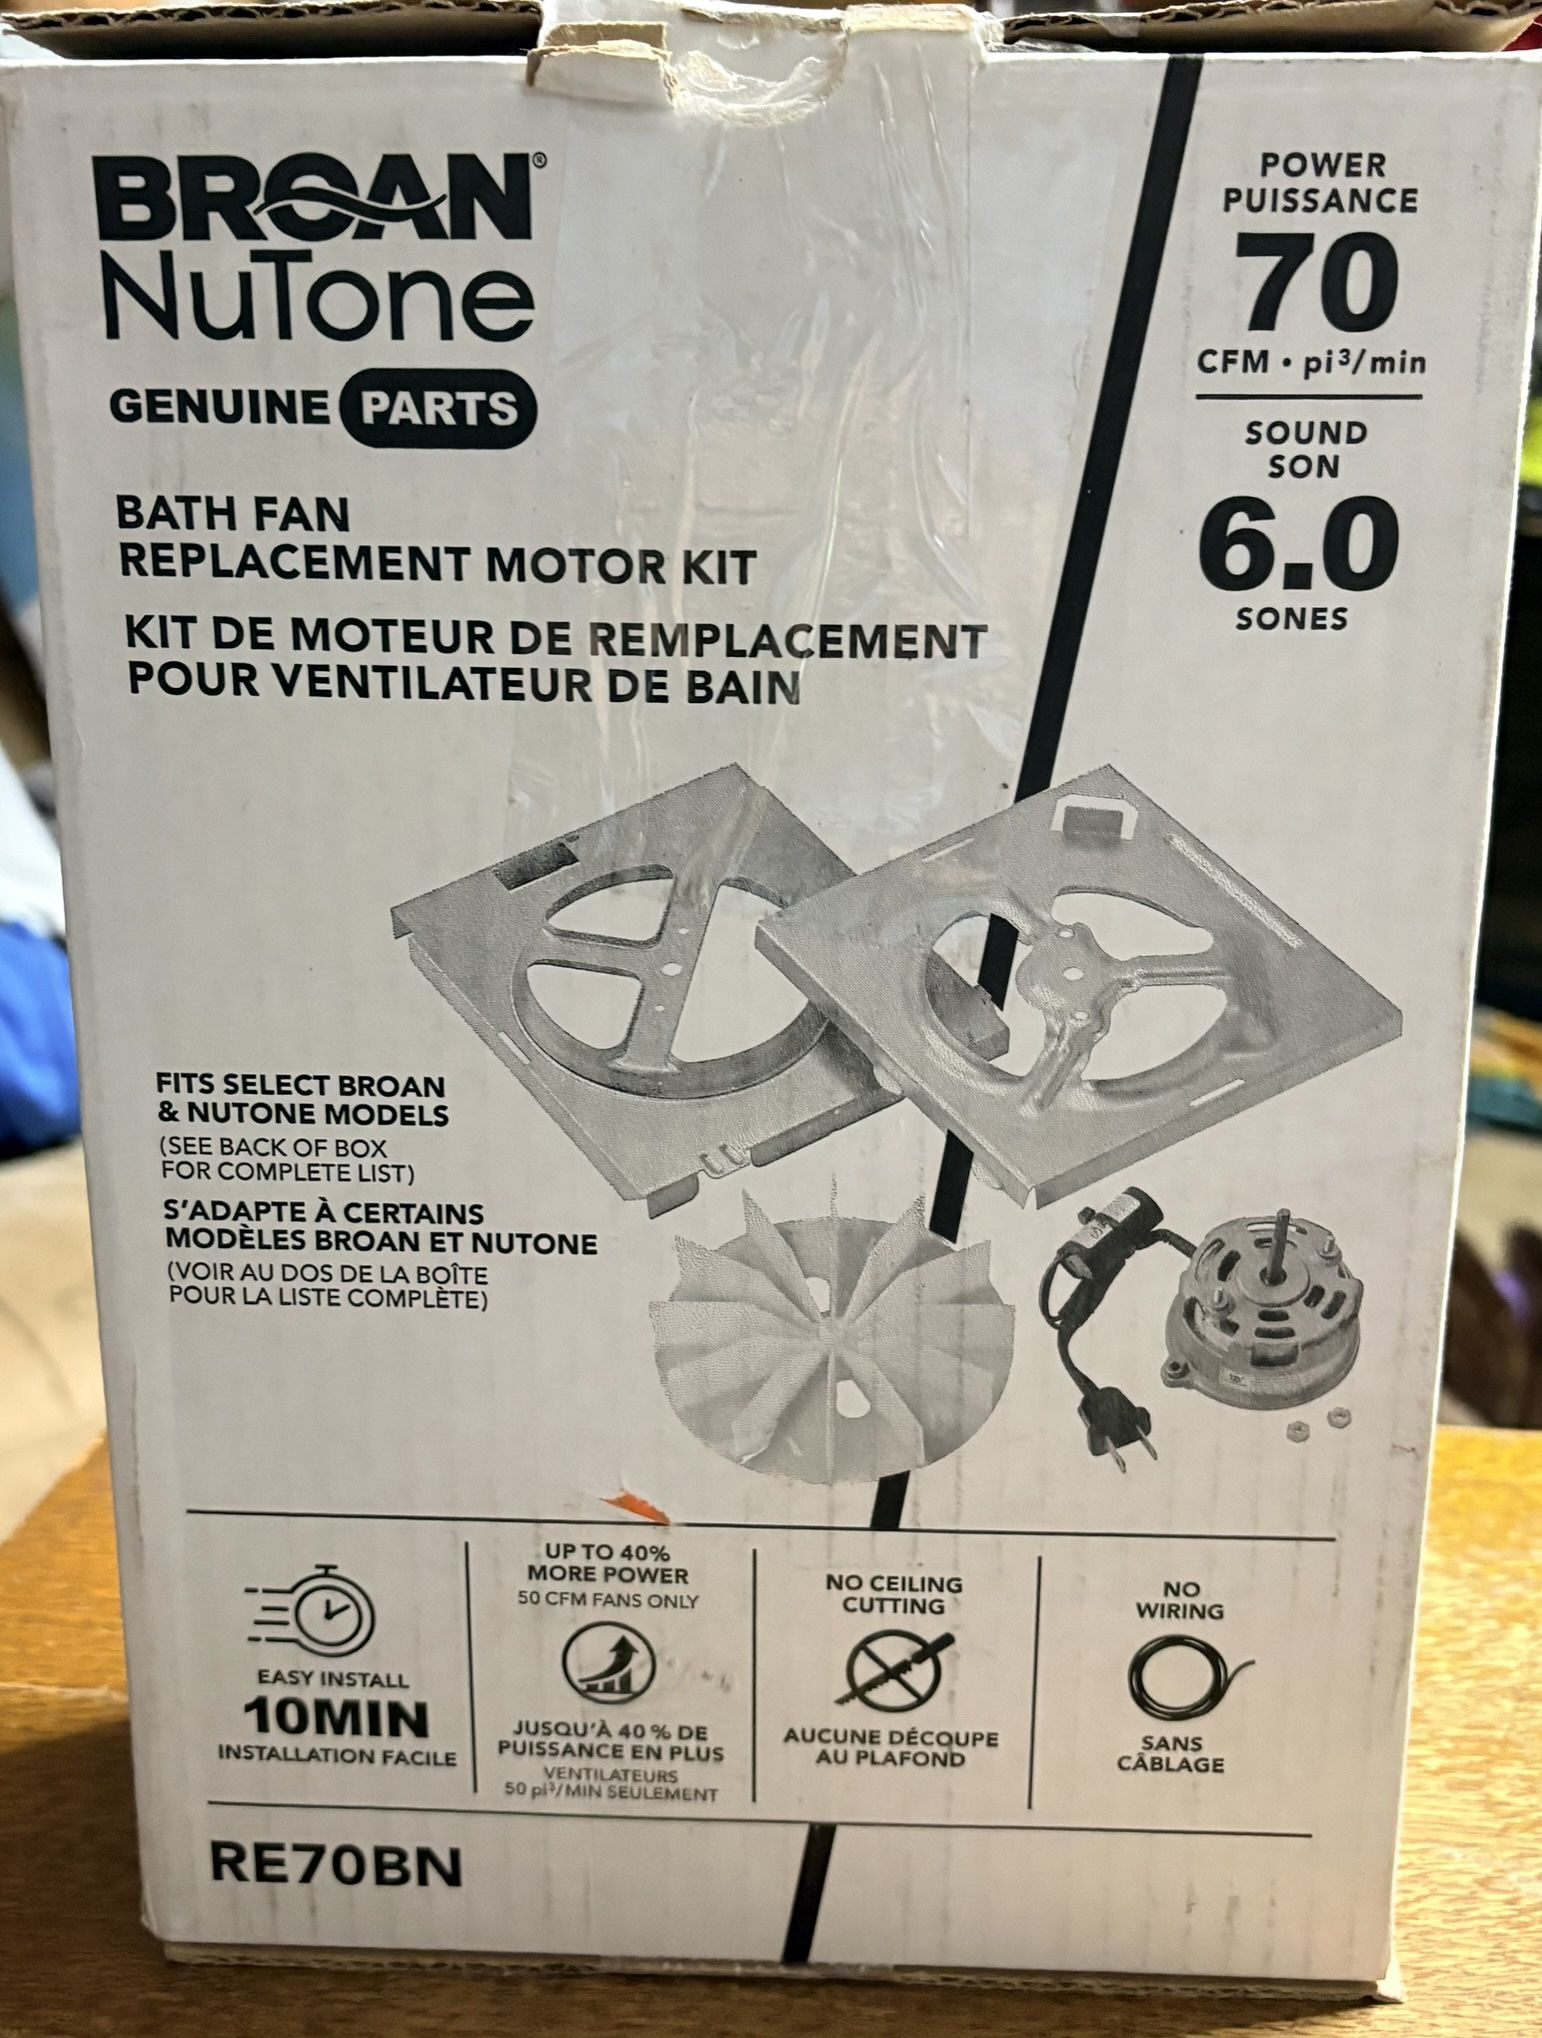 BROAN®
NuTone
GENUINE PARTS
BATH FAN
REPLACEMENT MOTOR KIT
KIT DE MOTEUR DE REMPLACEMENT
POUR VENTILATEUR DE BAIN
POWER
PUISSANCE
70
CFM • pi³/min
SOUND
SON
6.0
SONES
FITS SELECT BROAN
& NUTONE MODELS
(SEE BACK OF BOX
FOR COMPLETE LIST)
S'ADAPTE À CERTAINS
MODÈLES BROAN ET NUTONE
(VOIR AU DOS DE LA BOÎTE
POUR LA LISTE COMPLÈTE)
EASY INSTALL
10MIN
INSTALLATION FACILE
UP TO 40%
MORE POWER
50 CFM FANS ONLY
JUSQU'À 40 % DE
PUISSANCE EN PLUS
VENTILATEURS
50 pi³/MIN SEULEMENT
NO CEILING
CUTTING
AUCUNE DÉCOUPE
AU PLAFOND
NO
WIRING
SANS
CÂBLAGE
RE70BN